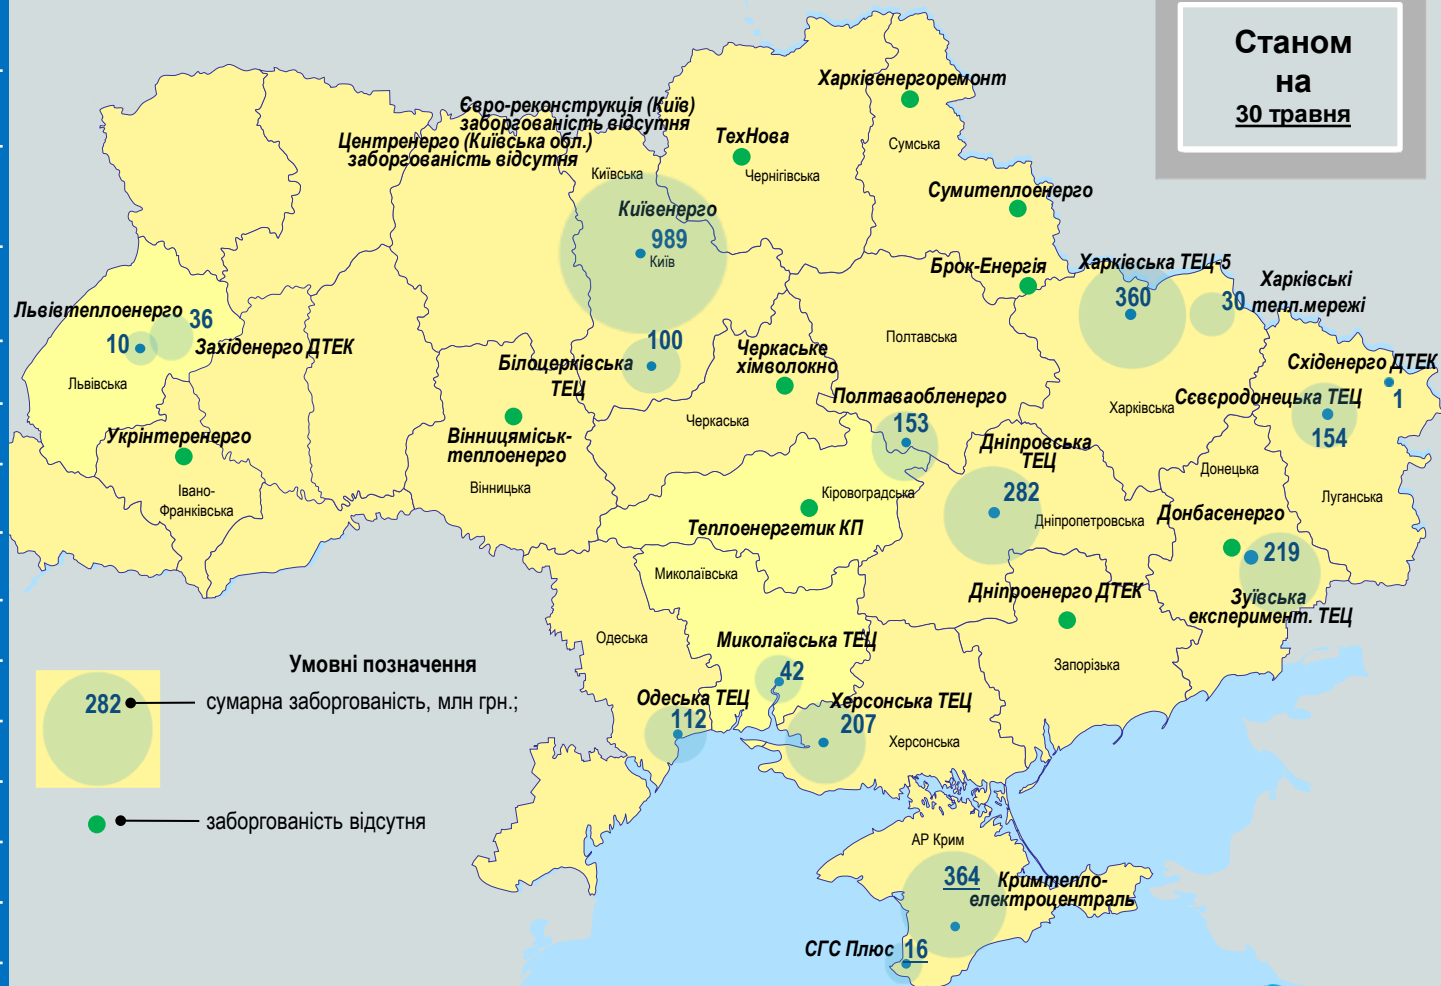 Станом
на
30 травня
Харківенергоремонт
Євро-реконструкція (Київ)
заборгованість відсутня
Центренерго (Київська обл.)
заборгованість відсутня
ТехНова
Сумська
Київська
Чернігівська
Сумитеплоенерго
Київенерго
989
Київ
Брок-Енергія
Харківська ТЕЦ-5
360
30
Харківські
тепл.мережі
Львівтеплоенерго
36
10
Західенерго ДТЕК
Львівська
100
Білоцерківська
ТЕЦ
Черкаське
хімволокно
Полтавська
Східенерго ДТЕК
1
Полтаваобленерго
153
Харківська
Сєвєродонецька ТЕЦ
154
Черкаська
Укрінтеренерго
Вінницяміськ-
теплоенерго
Вінницька
Дніпровська
ТЕЦ
282
Донецька
Луганська
Івано-
Франківська
Кіровоградська
Дніпропетровська
Теплоенергетик КП
Донбасенерго
219
Зуївська
експеримент. ТЕЦ
Миколаївська
Дніпроенерго ДТЕК
Одеська
Миколаївська ТЕЦ
42
Запорізька
Умовні позначення
282
сумарна заборгованість, млн грн.;
Одеська ТЕЦ
112
Херсонська ТЕЦ
207
Херсонська
заборгованість відсутня
АР Крим
364
Кримтепло-
електроцентраль
СГС Плюс
16